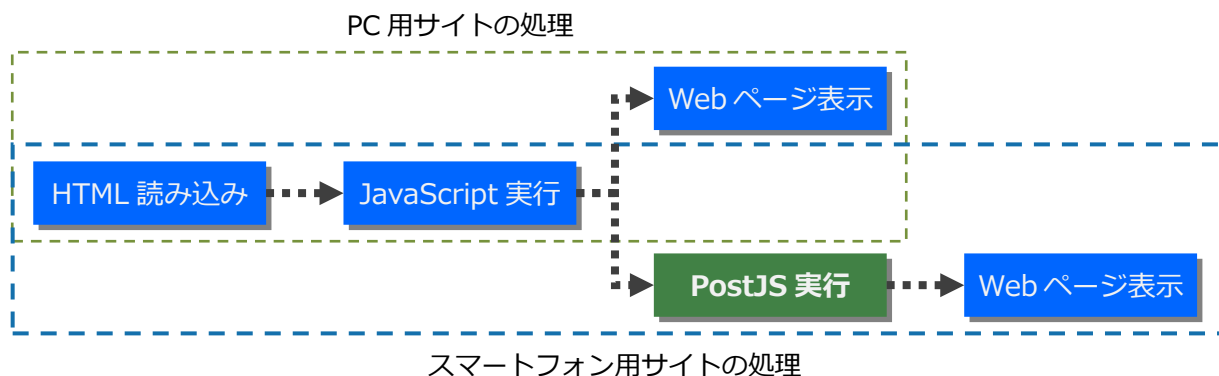 PC 用サイトの処理
Web ページ表示
HTML 読み込み
JavaScript 実行
PostJS 実行
Web ページ表示
スマートフォン用サイトの処理